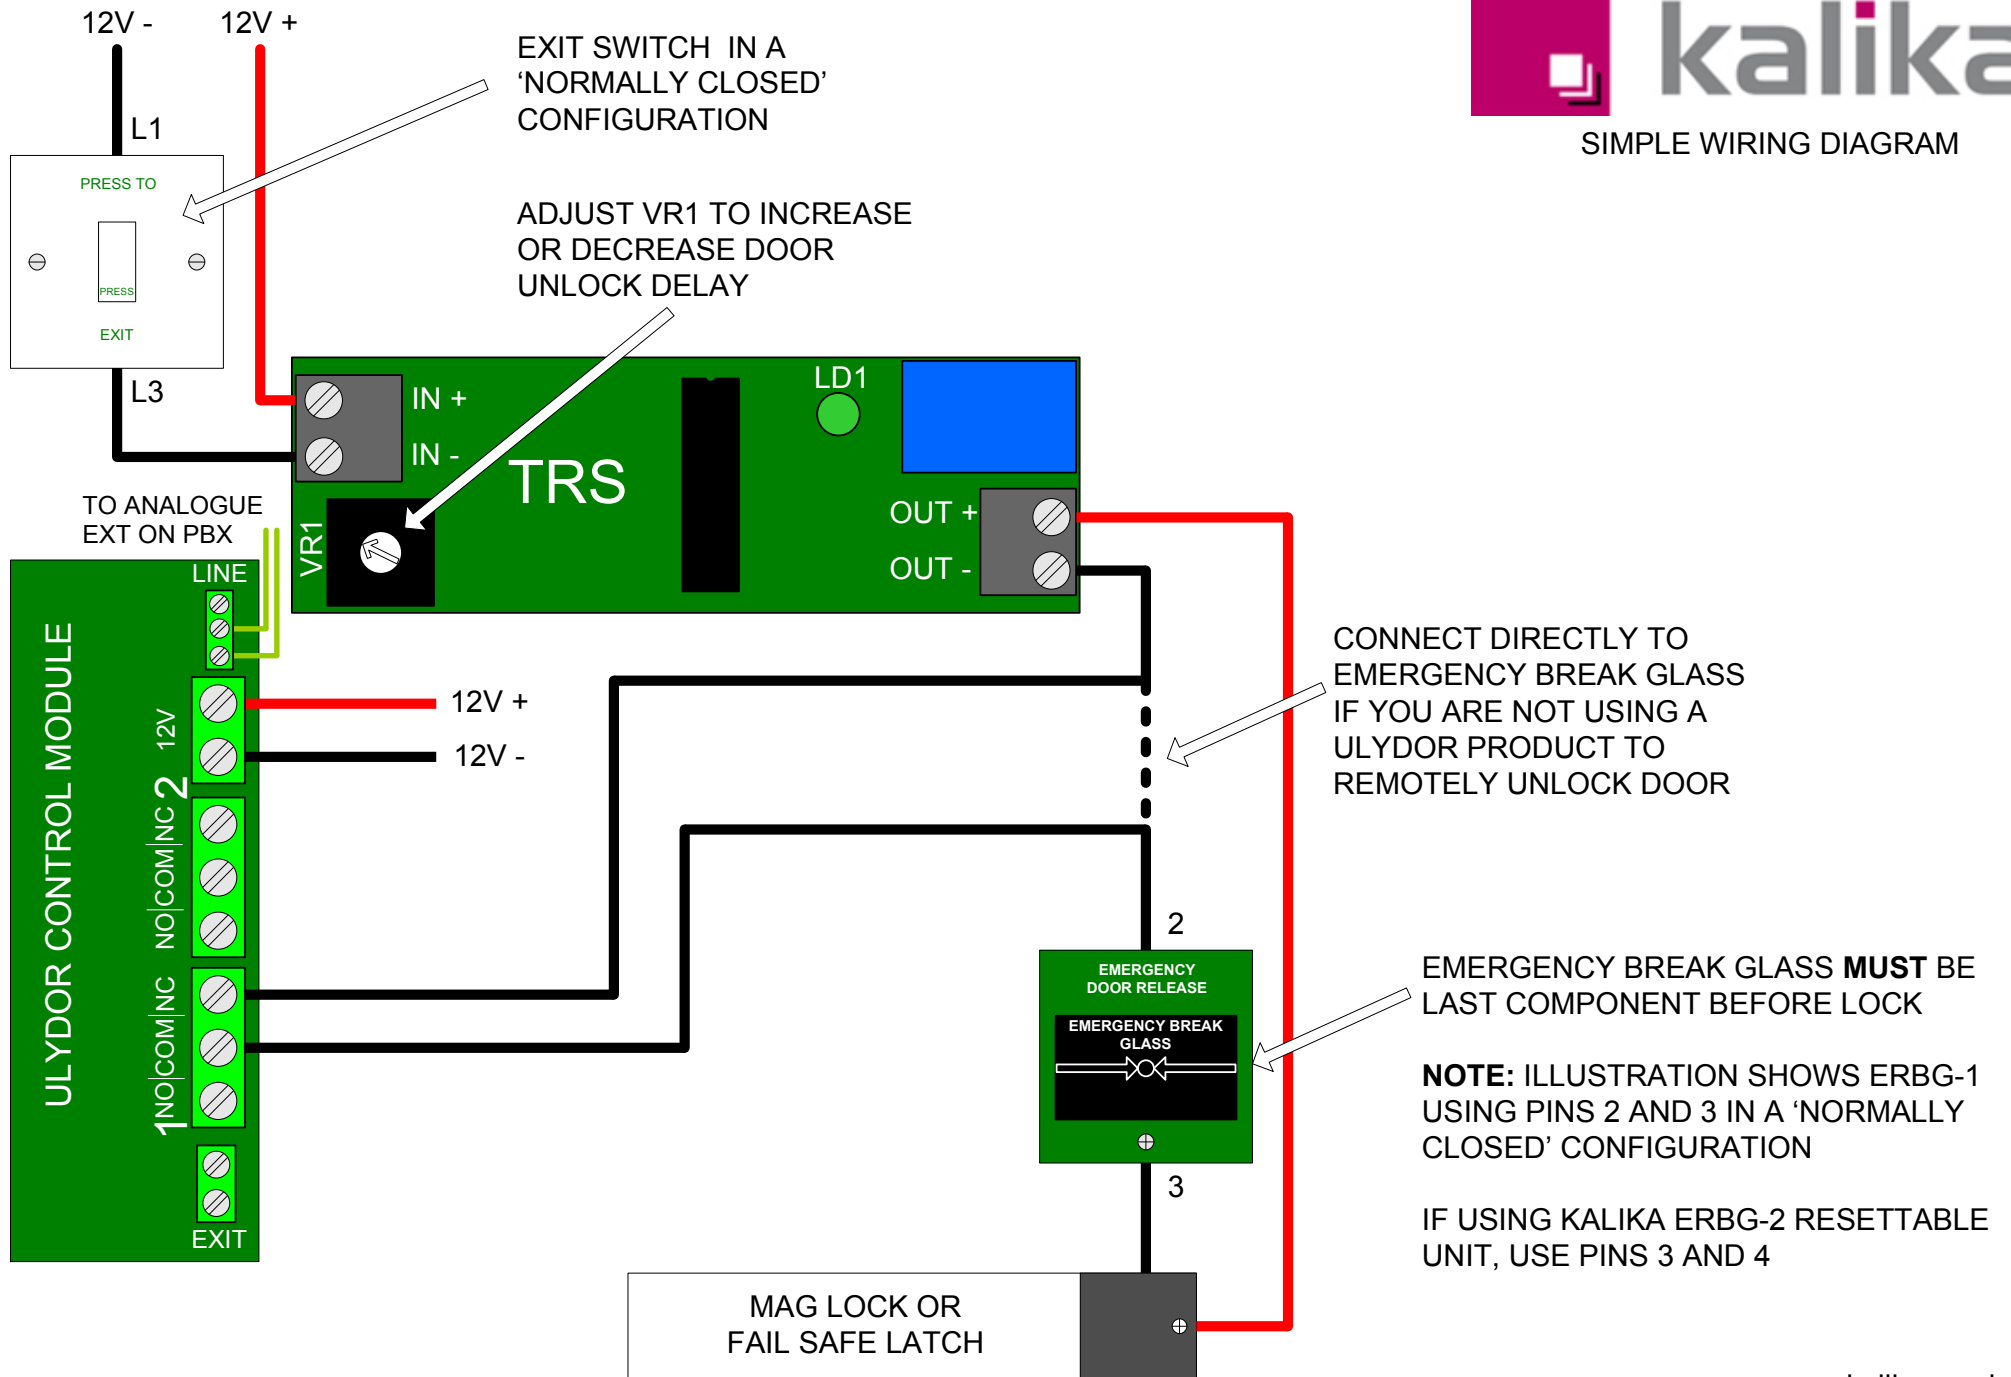 12V -
12V +
EXIT SWITCH IN A
‘NORMALLY CLOSED’
CONFIGURATION
kalika
SIMPLE WIRING DIAGRAM
L1
PRESS TO
PRESS
EXIT
L3
ADJUST VR1 TO INCREASE
OR DECREASE DOOR
UNLOCK DELAY
IN +
IN -
TRS
VR1
LD1
OUT +
OUT -
TO ANALOGUE
EXT ON PBX
LINE
ULYDOR CONTROL MODULE
12V
12V +
12V -
2
NO|COM|NC
1
NO|COM|NC
EXIT
CONNECT DIRECTLY TO
EMERGENCY BREAK GLASS
IF YOU ARE NOT USING A
ULYDOR PRODUCT TO
REMOTELY UNLOCK DOOR
2
EMERGENCY
DOOR RELEASE
EMERGENCY BREAK
GLASS
3
EMERGENCY BREAK GLASS MUST BE
LAST COMPONENT BEFORE LOCK
NOTE: ILLUSTRATION SHOWS ERBG-1
USING PINS 2 AND 3 IN A ‘NORMALLY
CLOSED’ CONFIGURATION
IF USING KALIKA ERBG-2 RESETTABLE
UNIT, USE PINS 3 AND 4
MAG LOCK OR
FAIL SAFE LATCH